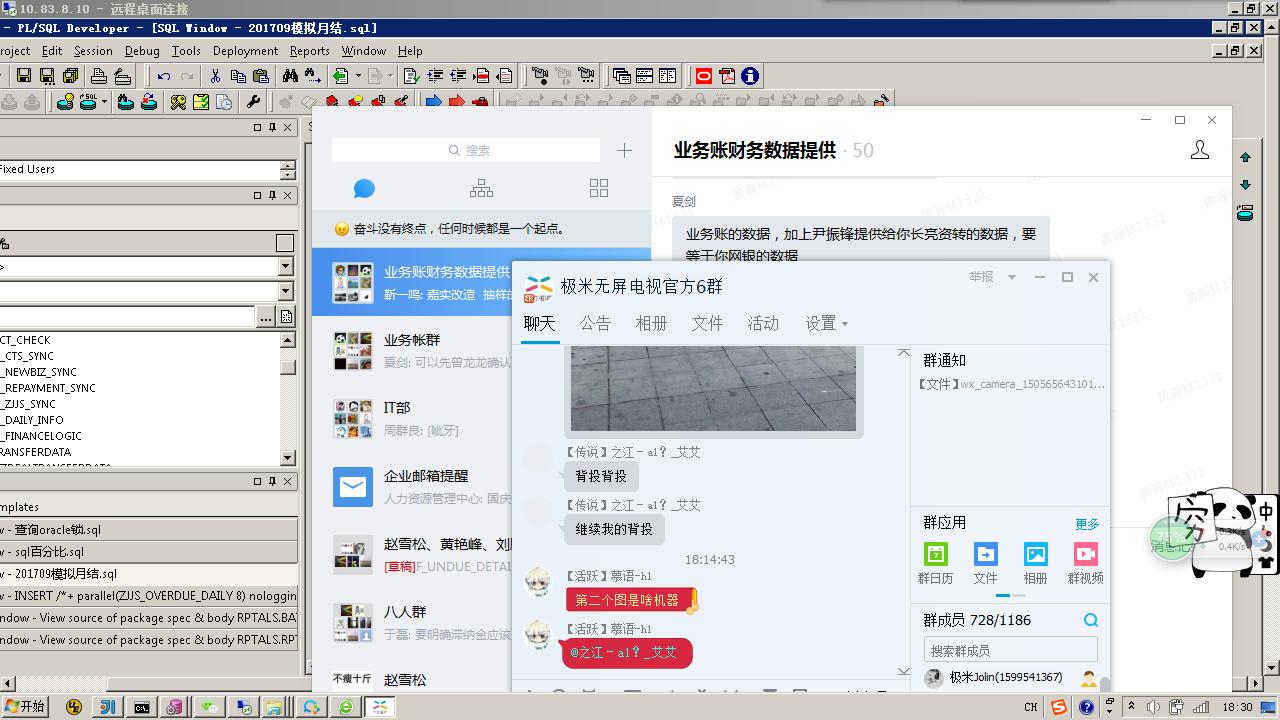 10.83.8.10 - 远程桌面连接
- PL/SQL Developer - [SQL Window - 201709模拟月结.sql]
roject Edit Session Debug Tools Deployment Reports Window Help
Fixed Users
CT_CHECK
_CTS_SYNC
_NEWBIZ_SYNC
_REPAYMENT_SYNC
_ZJJS_SYNC
_DAILY_INFO
_FINANCELOGIC
RANSFERDATA
emplates
w - 查询oracle锁.sql
w - sql百分比.sql
w - 201709模拟月结.sql
w - INSERT /*+ parallel(ZJJS_OVERDUE_DAILY 8) nologging
ndow - View source of package spec & body RPTALS.BA
ndow - View source of package spec & body RPTALS.RP
搜索
奋斗没有终点，任何时候都是一个起点。
业务账财务数据提供
靳一鸣: 嘉实改造 抽样的
业务帐群
夏剑: 可以先曾龙龙确认
IT部
周群良: [呲牙]
企业邮箱提醒
人力资源管理中心: 国庆
赵雪松、黄艳峰、刘
[草稿]F_UNDUE_DETAI
八人群
于磊: 要明确滞纳金应该
不瘦十斤
赵雪松
业务账财务数据提供 · 50
黄瀚林1331
夏剑
业务账的数据，加上尹振锋提供给你长亮资转的数据，要
等于你网银的数据
极米无屏电视官方6群
举报
聊天 公告 相册 文件 活动 设置
【传说】之江－a1？_艾艾
背投背投
【传说】之江－a1？_艾艾
继续我的背投
18:14:43
【活跃】慕语-h1
第二个图是啥机器
【活跃】慕语-h1
@之江－a1？_艾艾
群通知
【文件】wx_camera_150565643101...
群应用 更多
7
群日历 文件 相册 群视频
群成员 728/1186
搜索群成员
极米Jolin(1599541367)
中
0.3K/s
0.4K/s
开始
CH
18:30